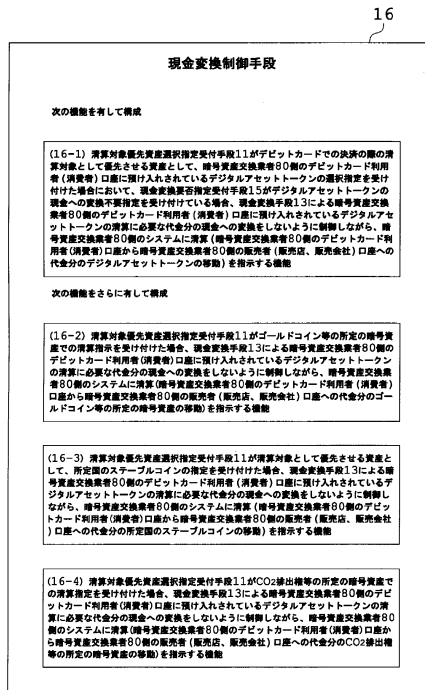 16
現金変換制御手段
次の機能を有して構成
(16-1) 清算対象優先資産選択指定受付手段11がデビットカードでの決済の際の清
算対象として優先させる資産として、暗号資産交換業者80側のデビットカード利用
者(消費者)口座に預け入れされているデジタルアセットトークンの選択指定を受け
付けた場合において、現金変換要否指定受付手段15がデジタルアセットトークンの
現金への変換不要指定を受け付けている場合、現金変換手段13による暗号資産交換
業者80側のデビットカード利用者(消費者)口座に預け入れされているデジタルアセ
ットトークンの清算に必要な代金分の現金への変換をしないように制御しながら、暗
号資産交換業者80側のシステムに清算(暗号資産交換業者80側のデビットカード利
用者(消費者)口座から暗号資産交換業者80側の販売者(販売店、販売会社)口座への
代金分のデジタルアセットトークンの移動)を指示する機能
次の機能をさらに有して構成
(16-2) 清算対象優先資産選択指定受付手段11がゴールドコイン等の所定の暗号資
産での清算指示を受け付けた場合、現金変換手段13による暗号資産交換業者80側の
デビットカード利用者(消費者)口座に預け入れされているデジタルアセットトークン
の清算に必要な代金分の現金への変換をしないように制御しながら、暗号資産交換業
者80側のシステムに清算(暗号資産交換業者80側のデビットカード利用者(消費者)
口座から暗号資産交換業者80側の販売者(販売店、販売会社)口座への代金分のゴー
ルドコイン等の所定の暗号資産の移動)を指示する機能
(16-3) 清算対象優先資産選択指定受付手段11が清算対象として優先させる資産と
して、所定国のステーブルコインの指定を受け付けた場合、現金変換手段13による暗
号資産交換業者80側のデビットカード利用者(消費者)口座に預け入れされているデ
ジタルアセットトークンの清算に必要な代金分の現金への変換をしないように制御し
ながら、暗号資産交換業者80側のシステムに清算(暗号資産交換業者80側のデビッ
トカード利用者(消費者)口座から暗号資産交換業者80側の販売者(販売店、販売会社
)口座への代金分の所定国のステーブルコインの移動)を指示する機能
(16-4) 清算対象優先資産選択指定受付手段11がCO2排出権等の所定の暗号資産で
の清算指定を受け付けた場合、現金変換手段13による暗号資産交換業者80側のデビ
ットカード利用者(消費者)口座に預け入れされているデジタルアセットトークンの清
算に必要な代金分の現金への変換をしないように制御しながら、暗号資産交換業者80
側のシステムに清算(暗号資産交換業者80側のデビットカード利用者(消費者)口座か
ら暗号資産交換業者80側の販売者(販売店、販売会社)口座への代金分のCO2排出権
等の所定の暗号資産の移動)を指示する機能